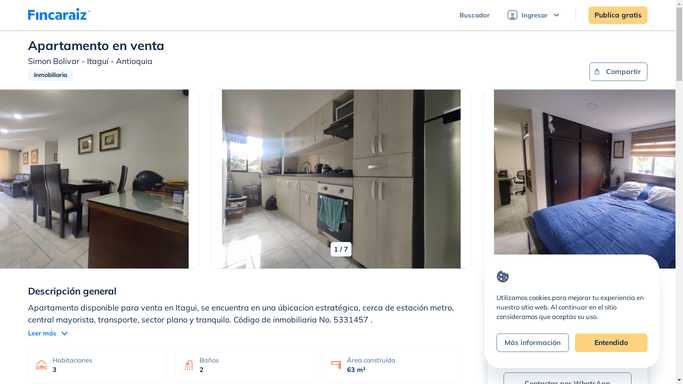 Fincaraiz
Buscador
Ingresar
Publica gratis
Apartamento en venta
Simon Bolivar - Itaguí - Antioquia
Inmobiliaria
Compartir
1 / 7
Descripción general
Apartamento disponible para venta en Itagui, se encuentra en una úbicacion estratégica, cerca de estación metro,
central mayorista, transporte, sector plano y tranquilo. Código de inmobiliaria No. 5331457 .
Leer más
Habitaciones
3
Baños
2
Área construída
63 m²
Utilizamos cookies para mejorar tu experiencia en
nuestro sitio web. Al continuar en el sitio
consideramos que aceptas su uso.
Más información
Entendido
Contactar por WhatsApp